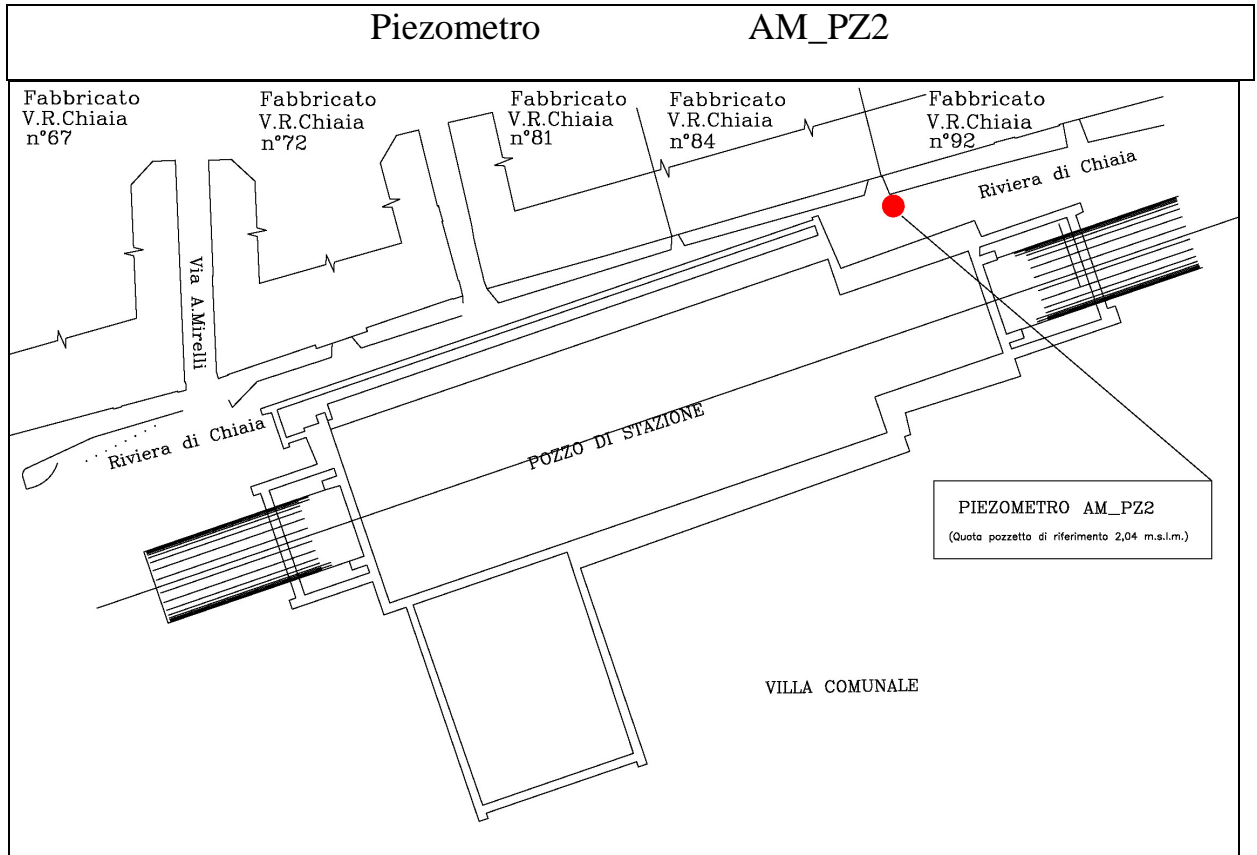 Piezometro AM_PZ2
Fabbricato
V.R.Chiaia
n°67
Fabbricato
V.R.Chiaia
n°72
Fabbricato
V.R.Chiaia
n°81
Fabbricato
V.R.Chiaia
n°84
Fabbricato
V.R.Chiaia
n°92
Riviera di Chiaia
Via A.Mirelli
Riviera di Chiaia
POZZO DI STAZIONE
PIEZOMETRO AM_PZ2
(Quota pozzetto di riferimento 2,04 m.s.l.m.)
VILLA COMUNALE